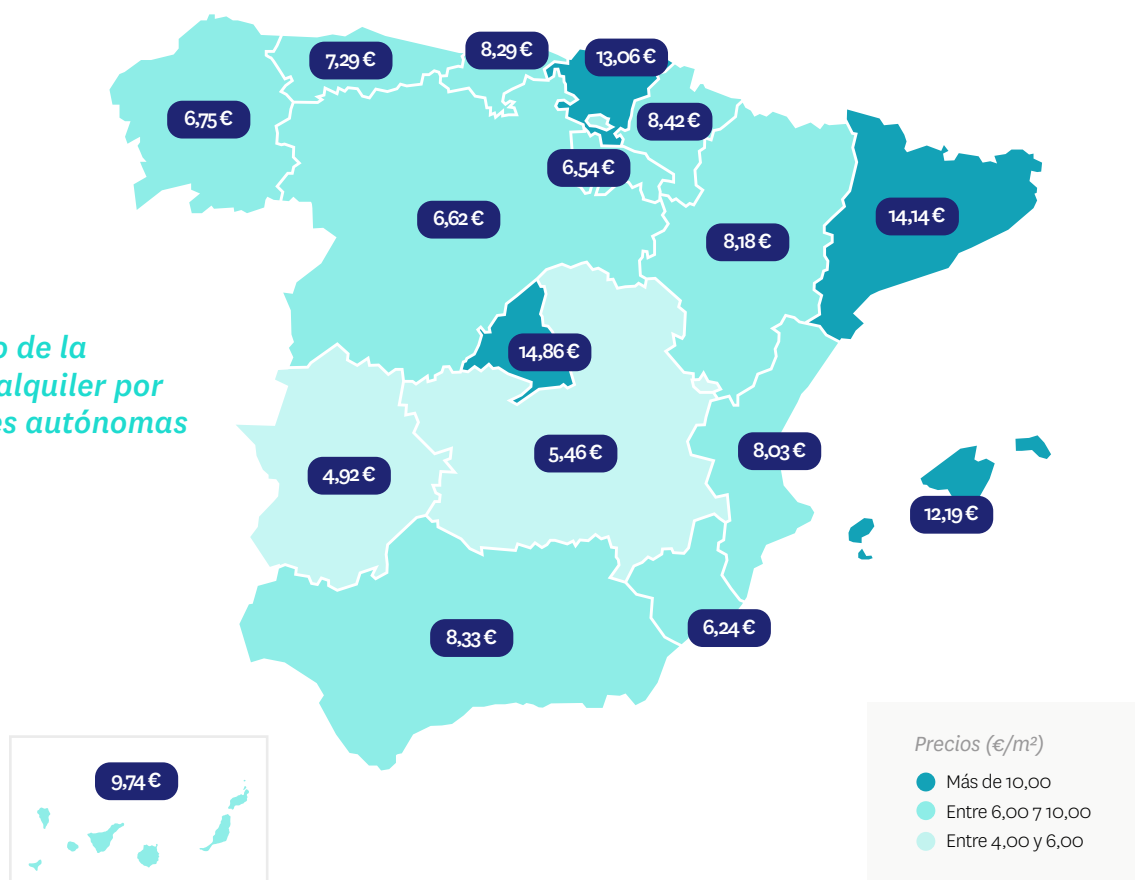 7,29 €
8,29 €
13,06 €
6,75 €
8,42 €
6,54 €
6,62 €
14,14 €
8,18 €
de la
alquiler por
autónomas
14,86 €
4,92 €
5,46 €
8,03 €
12,19 €
8,33 €
6,24 €
9,74 €
Precios (€/m²)
Más de 10,00
Entre 6,00 7 10,00
Entre 4,00 y 6,00